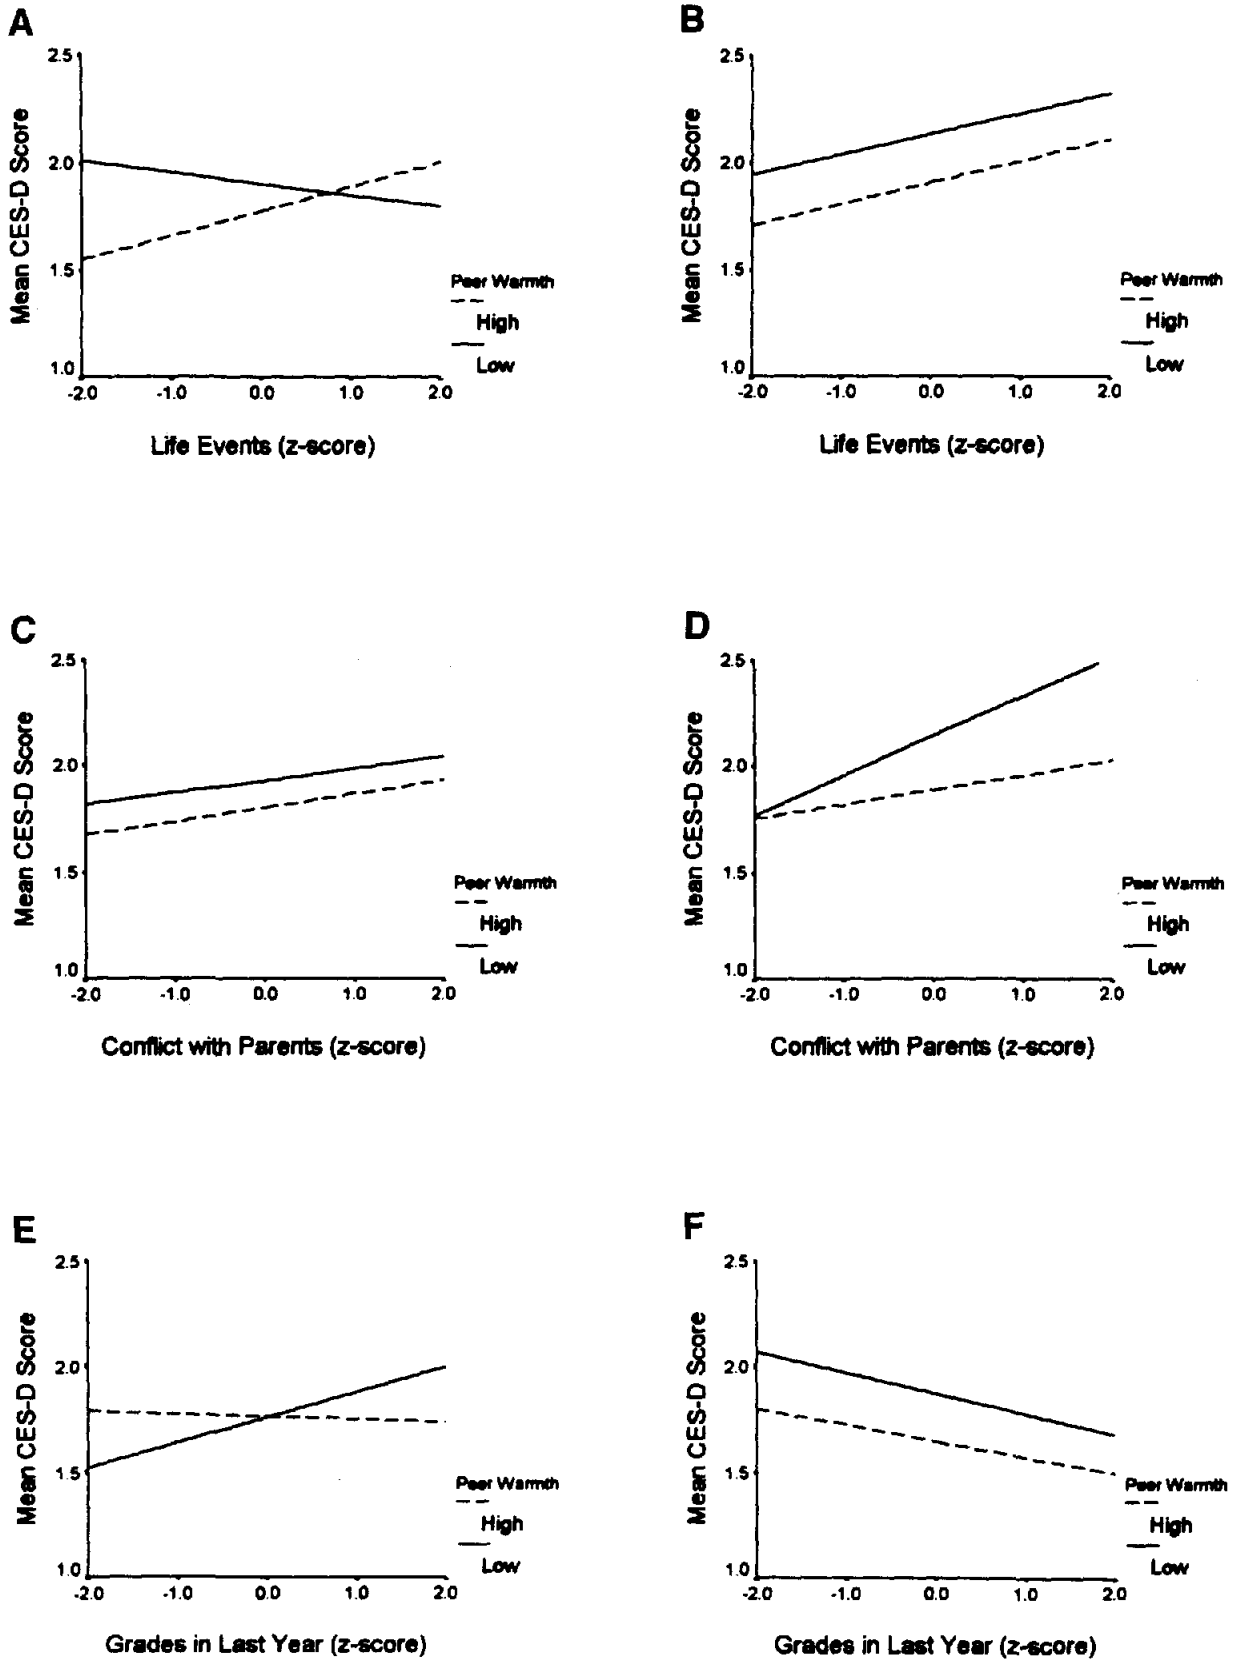 A
2.5
2.0
1.5
1.0
Mean CES-D Score
-2.0 -1.0 0.0 1.0 2.0
Life Events (z-score)
Peer Warmth
High
Low
B
2.5
2.0
1.5
1.0
Mean CES-D Score
-2.0 -1.0 0.0 1.0 2.0
Life Events (z-score)
Peer Warmth
High
Low
C
2.5
2.0
1.5
1.0
Mean CES-D Score
-2.0 -1.0 0.0 1.0 2.0
Conflict with Parents (z-score)
Peer Warmth
High
Low
D
2.5
2.0
1.5
1.0
Mean CES-D Score
-2.0 -1.0 0.0 1.0 2.0
Conflict with Parents (z-score)
Peer Warmth
High
Low
E
2.5
2.0
1.5
1.0
Mean CES-D Score
-2.0 -1.0 0.0 1.0 2.0
Grades in Last Year (z-score)
Peer Warmth
High
Low
F
2.5
2.0
1.5
1.0
Mean CES-D Score
-2.0 -1.0 0.0 1.0 2.0
Grades in Last Year (z-score)
Peer Warmth
High
Low